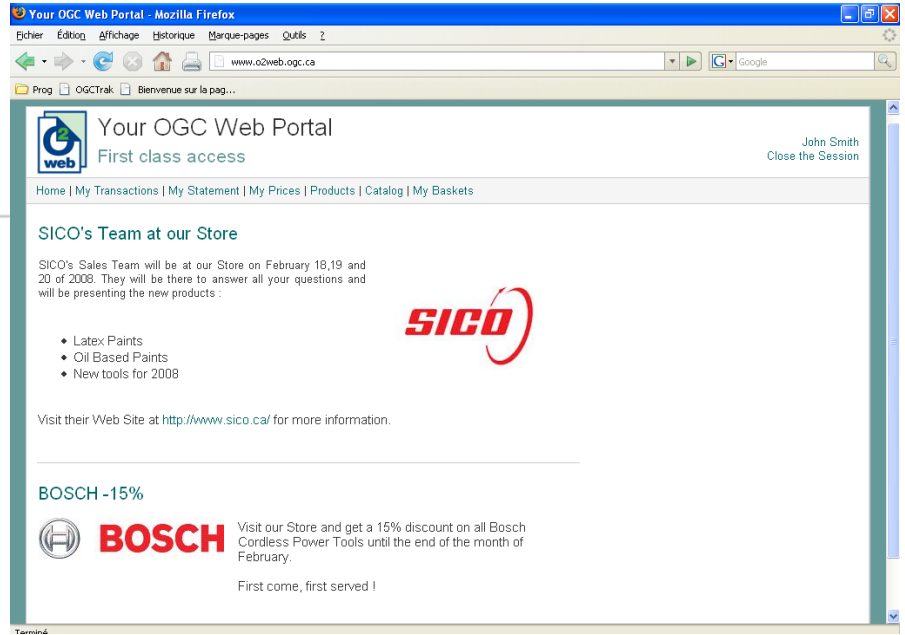 Your OGC Web Portal - Mozilla Firefox
Fichier Édition Affichage Historique Marque-pages Outils ?
www.o2web.ogc.ca
G Google
Prog OGCTrak Bienvenue sur la pag...
O2 web
Your OGC Web Portal
First class access
John Smith
Close the Session
Home | My Transactions | My Statement | My Prices | Products | Catalog | My Baskets
SICO's Team at our Store
SICO's Sales Team will be at our Store on February 18,19 and
20 of 2008. They will be there to answer all your questions and
will be presenting the new products :
SICO
◆ Latex Paints
◆ Oil Based Paints
◆ New tools for 2008
Visit their Web Site at http://www.sico.ca/ for more information.
BOSCH -15%
BOSCH
Visit our Store and get a 15% discount on all Bosch
Cordless Power Tools until the end of the month of
February.
First come, first served !
Terminé